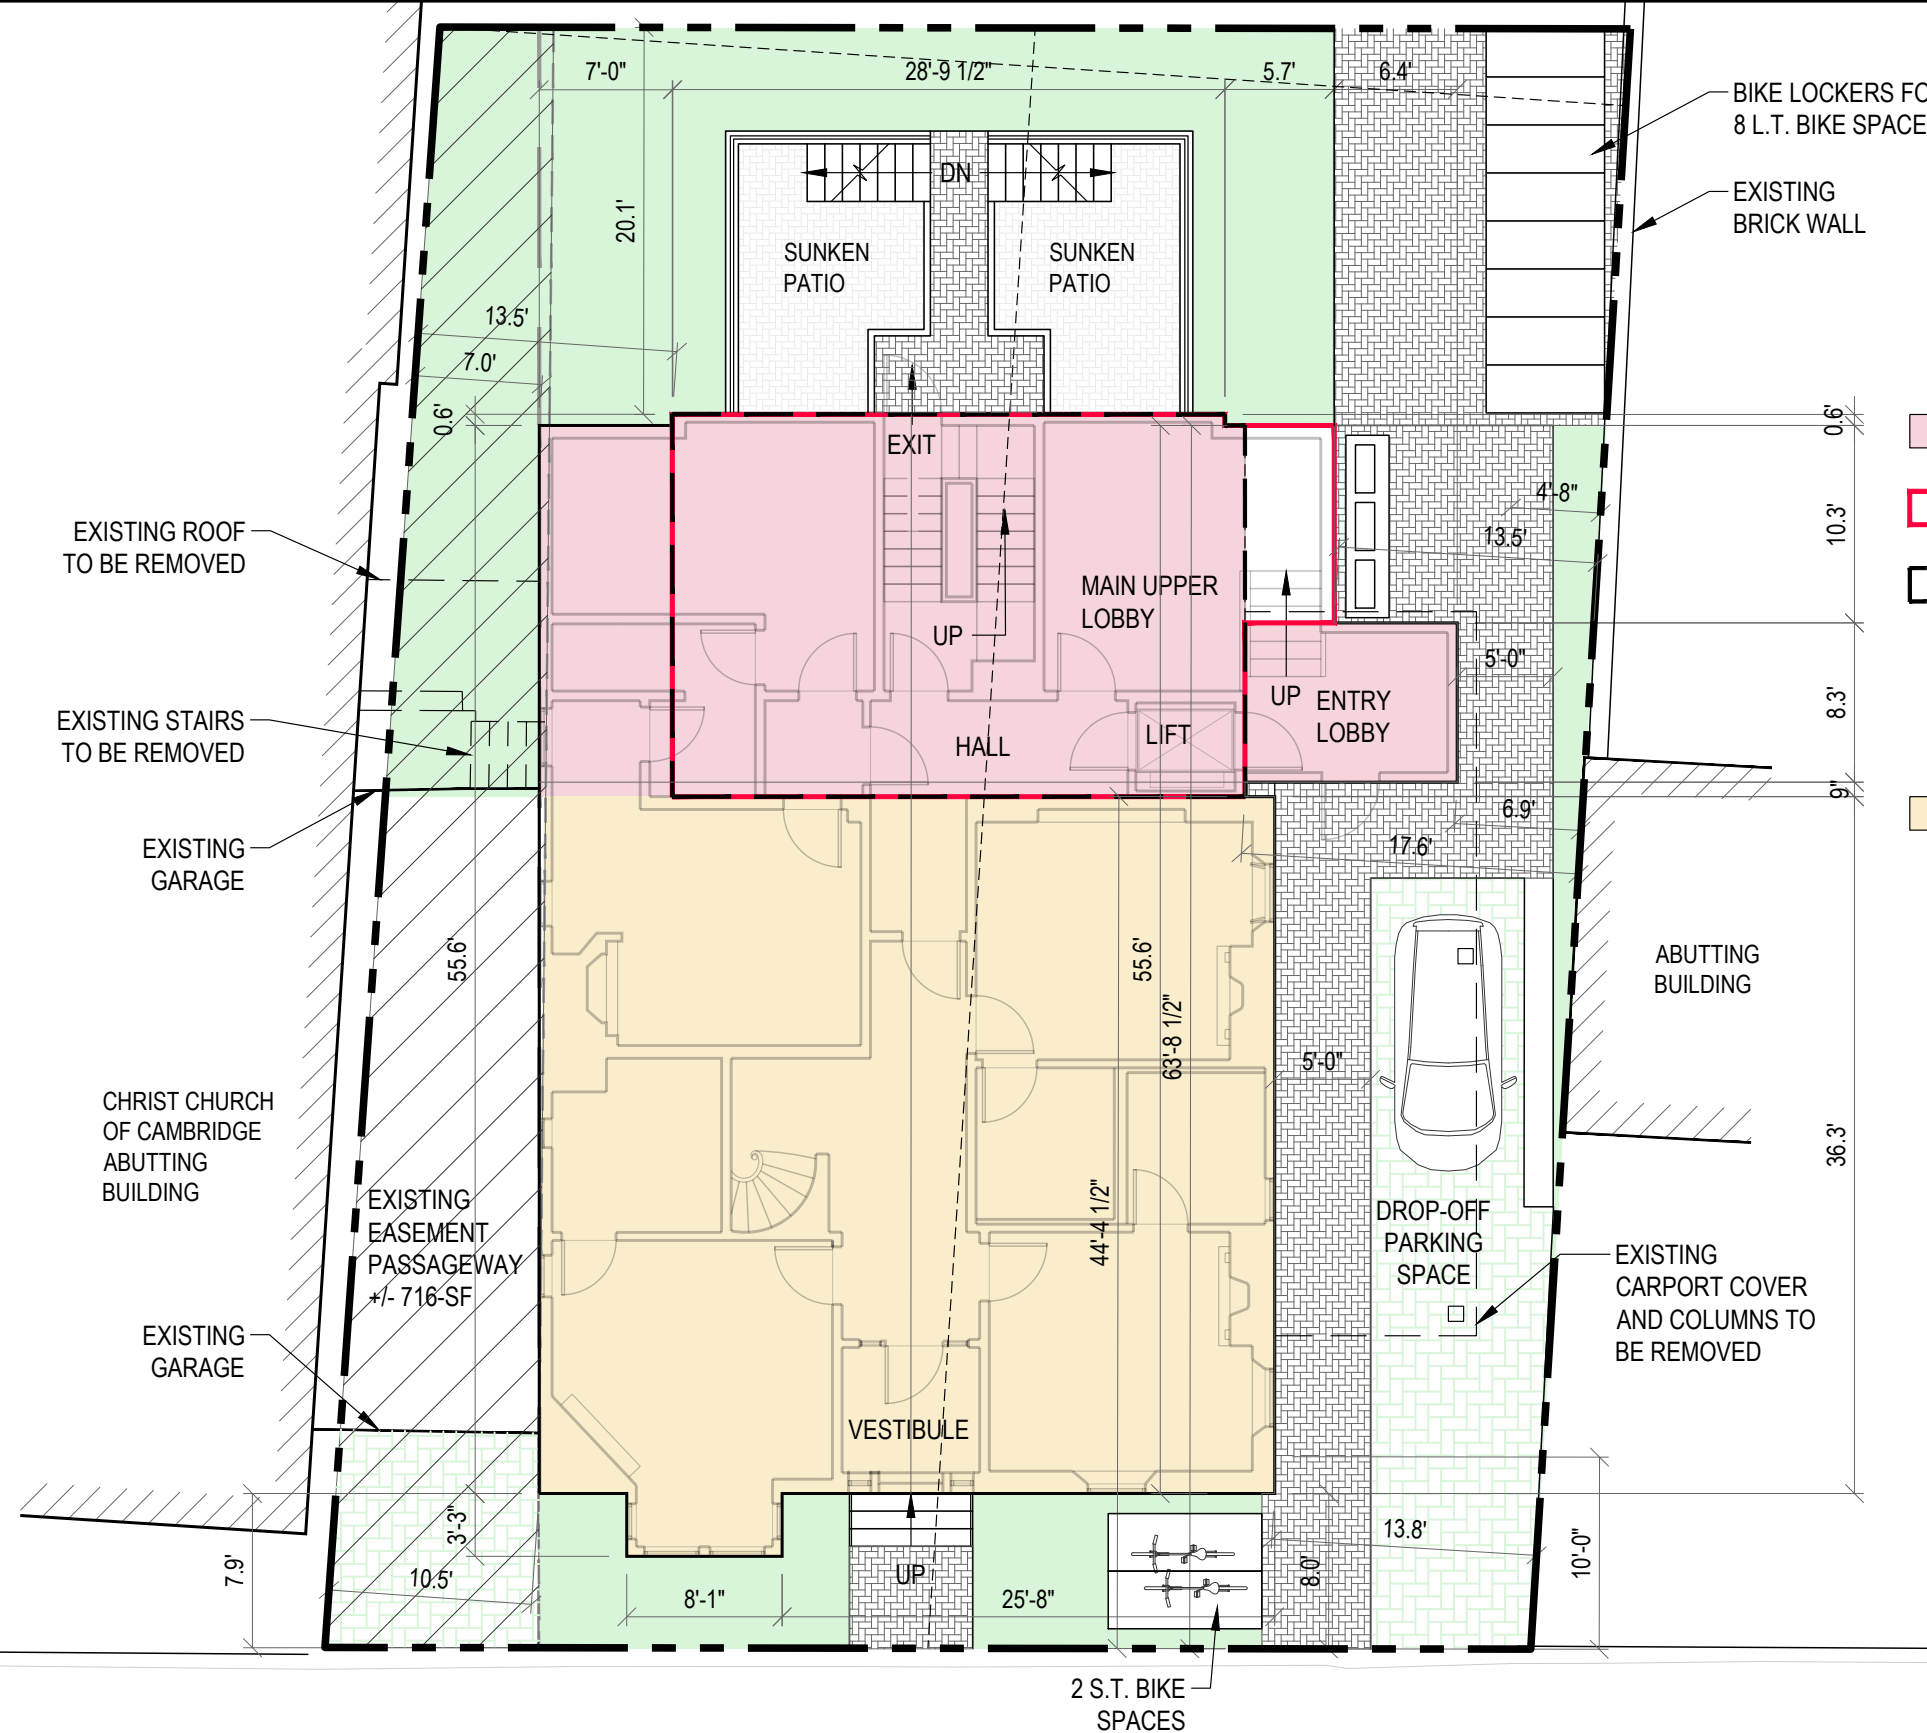 7'-0"
28'-9 1/2"
5.7'
6.4'
BIKE LOCKERS FO
8 L.T. BIKE SPACE
EXISTING
BRICK WALL
DN
20.1'
SUNKEN
PATIO
SUNKEN
PATIO
13.5'
7.0'
0.6'
0.6'
EXIT
4'-8"
10.3'
13.5'
EXISTING ROOF
TO BE REMOVED
MAIN UPPER
LOBBY
UP
5'-0"
UP
ENTRY
LOBBY
8.3'
EXISTING STAIRS
TO BE REMOVED
HALL
LIFT
9"
6.9'
17.6'
EXISTING
GARAGE
55.6'
55.6'
63'-8 1/2"
ABUTTING
BUILDING
5'-0"
CHRIST CHURCH
OF CAMBRIDGE
ABUTTING
BUILDING
36.3'
EXISTING
EASEMENT
PASSAGEWAY
+/- 716-SF
44'-4 1/2"
DROP-OFF
PARKING
SPACE
EXISTING
CARPORT COVER
AND COLUMNS TO
BE REMOVED
EXISTING
GARAGE
VESTIBULE
3'-3"
7.9'
10.5'
8'-1"
UP
25'-8"
8.0'
13.8'
10'-0"
2 S.T. BIKE
SPACES